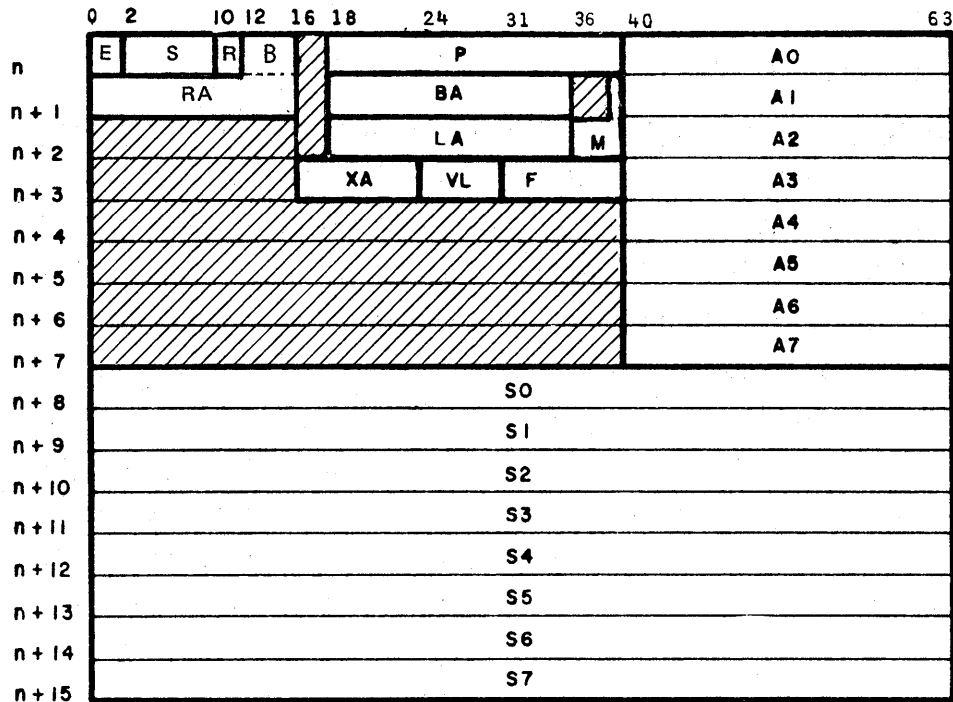 0 2 10 12 16 18 24 31 36 40 63
n E S R B P A0
n + 1 RA BA A1
n + 2 LA M A2
n + 3 XA VL F A3
n + 4 A4
n + 5 A5
n + 6 A6
n + 7 A7
n + 8 S0
n + 9 S1
n + 10 S2
n + 11 S3
n + 12 S4
n + 13 S5
n + 14 S6
n + 15 S7